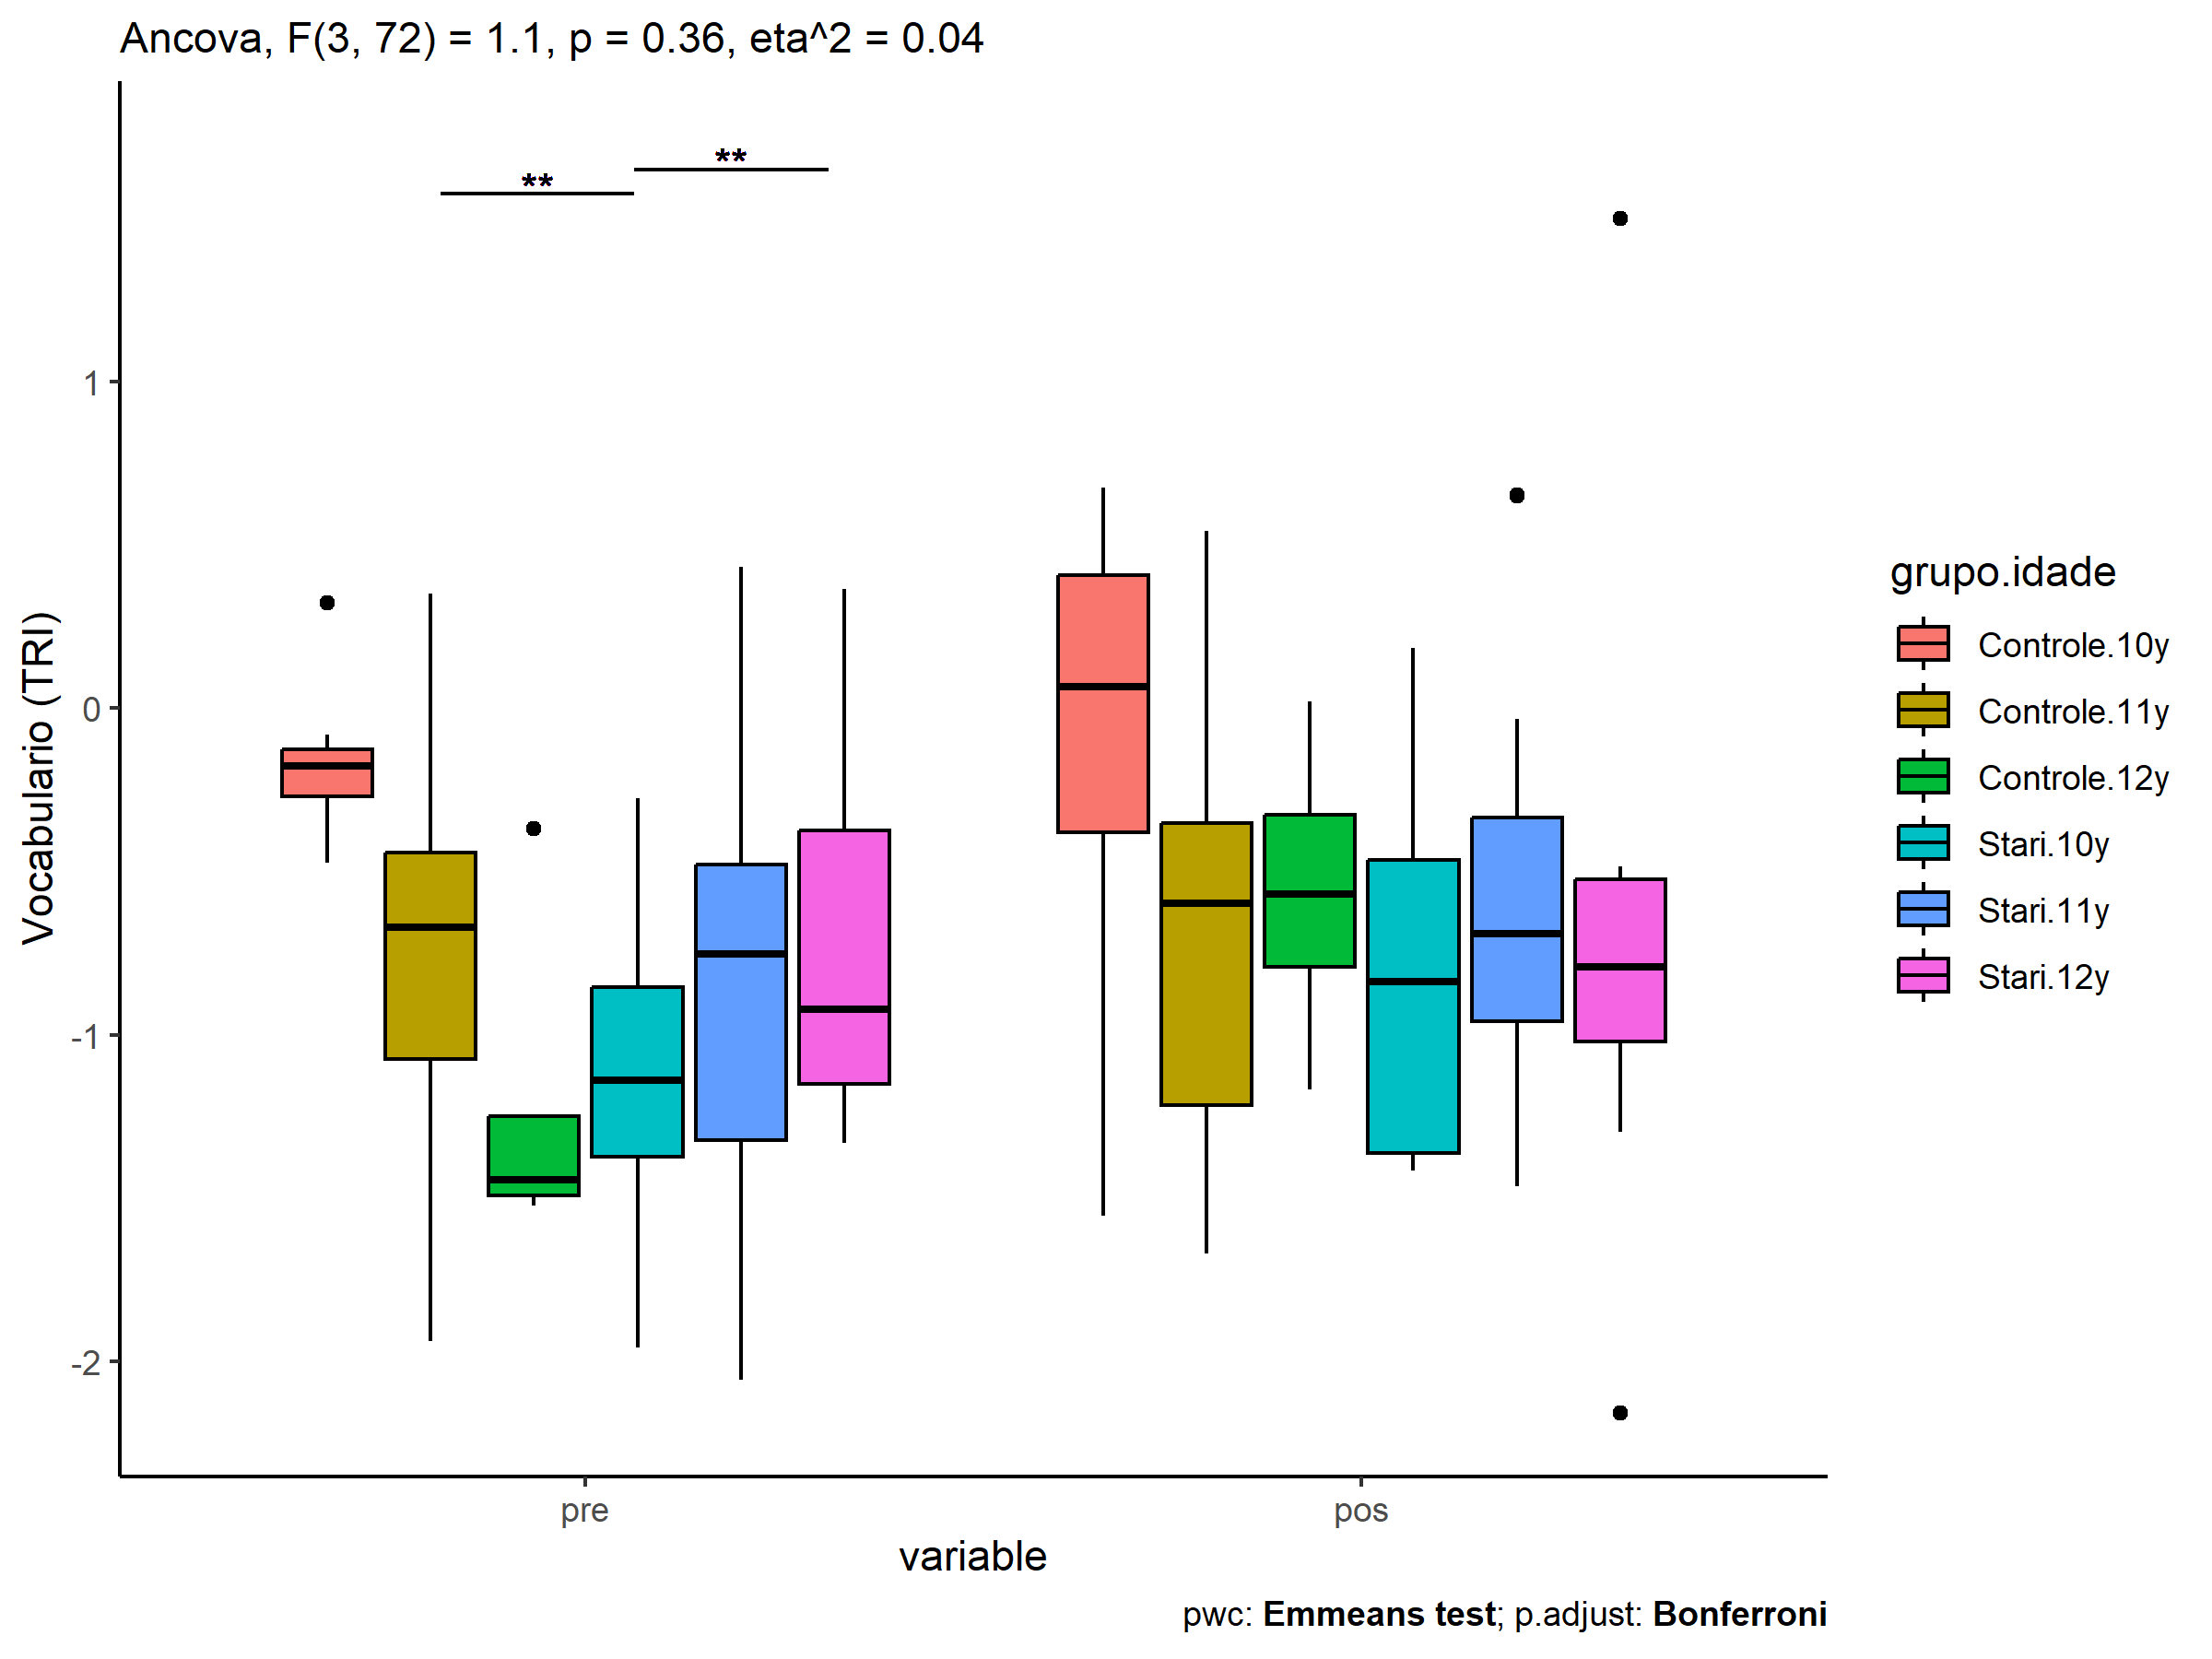 Ancova, F(3, 72) = 1.1, p = 0.36, eta^2 = 0.04
**
**
1
0
-1
-2
Vocabulario (TRI)
pre
pos
variable
grupo.idade
Controle.10y
Controle.11y
Controle.12y
Stari.10y
Stari.11y
Stari.12y
pwc: Emmeans test; p.adjust: Bonferroni